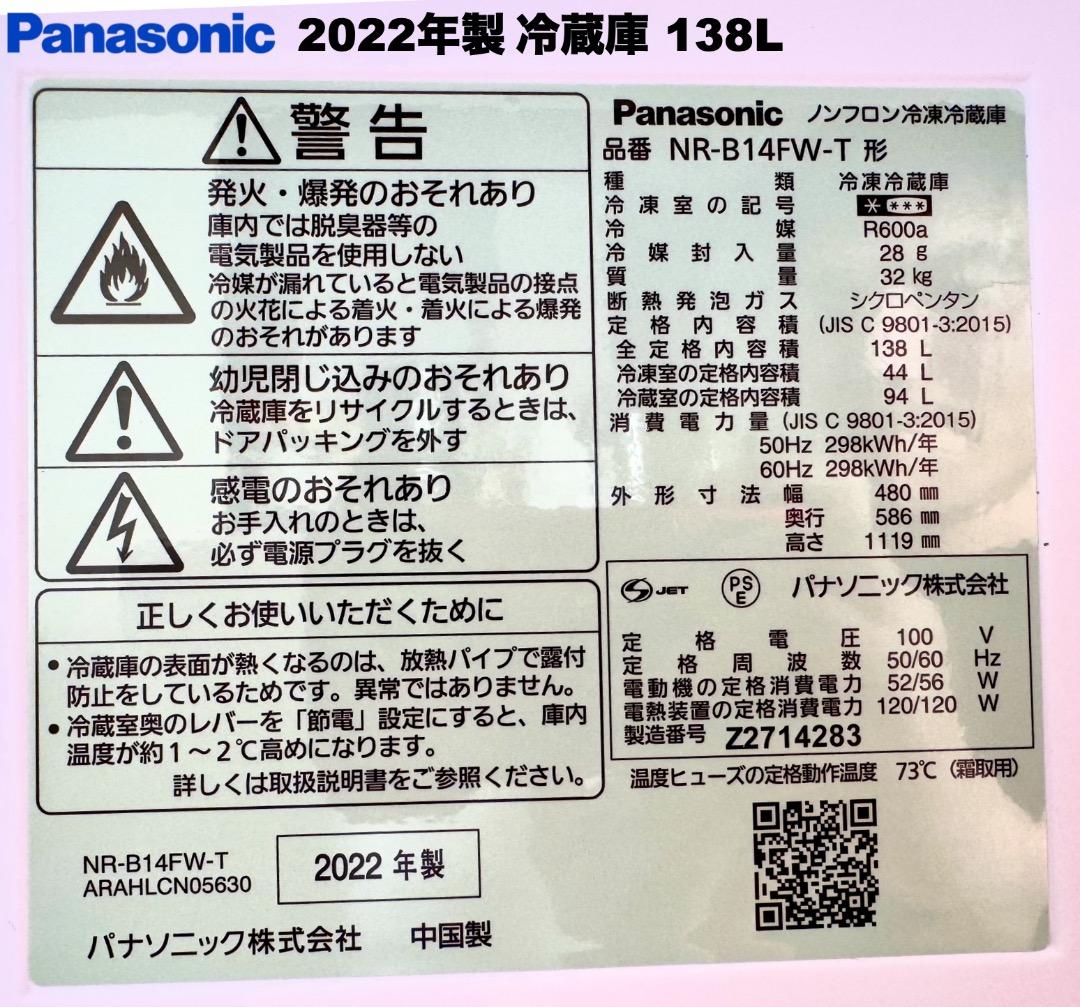 Panasonic 2022年製 冷蔵庫 138L
警告
発火・爆発のおそれあり
庫内では脱臭器等の
電気製品を使用しない
冷媒が漏れていると電気製品の接点
の火花による着火・着火による爆発
のおそれがあります
幼児閉じ込みのおそれあり
冷蔵庫をリサイクルするときは、
ドアパッキングを外す
感電のおそれあり
お手入れのときは、
必ず電源プラグを抜く
正しくお使いいただくために
・冷蔵庫の表面が熱くなるのは、放熱パイプで露付
防止をしているためです。異常ではありません。
・冷蔵室奥のレバーを「節電」設定にすると、庫内
温度が約1～2℃高めになります。
詳しくは取扱説明書をご参照ください。
NR-B14FW-T
ARAHLCN05630
2022年製
パナソニック株式会社 中国製
Panasonic ノンフロン冷凍冷蔵庫
品番 NR-B14FW-T 形
種類 冷凍冷蔵庫
冷凍室の記号 * ***
冷媒 R600a
冷媒封入量 28 g
質量 32 kg
断熱発泡ガス シクロペンタン
定格内容積 (JIS C 9801-3:2015)
全定格内容積 138 L
冷凍室の定格内容積 44 L
冷蔵室の定格内容積 94 L
消費電力量 (JIS C 9801-3:2015)
50Hz 298kWh/年
60Hz 298kWh/年
外形寸法 幅 480 mm
奥行 586 mm
高さ 1119 mm
JET PSE パナソニック株式会社
定格電圧 100 V
定格周波数 50/60 Hz
電動機の定格消費電力 52/56 W
電熱装置の定格消費電力 120/120 W
製造番号 Z2714283
温度ヒューズの定格動作温度 73℃ (霜取用)